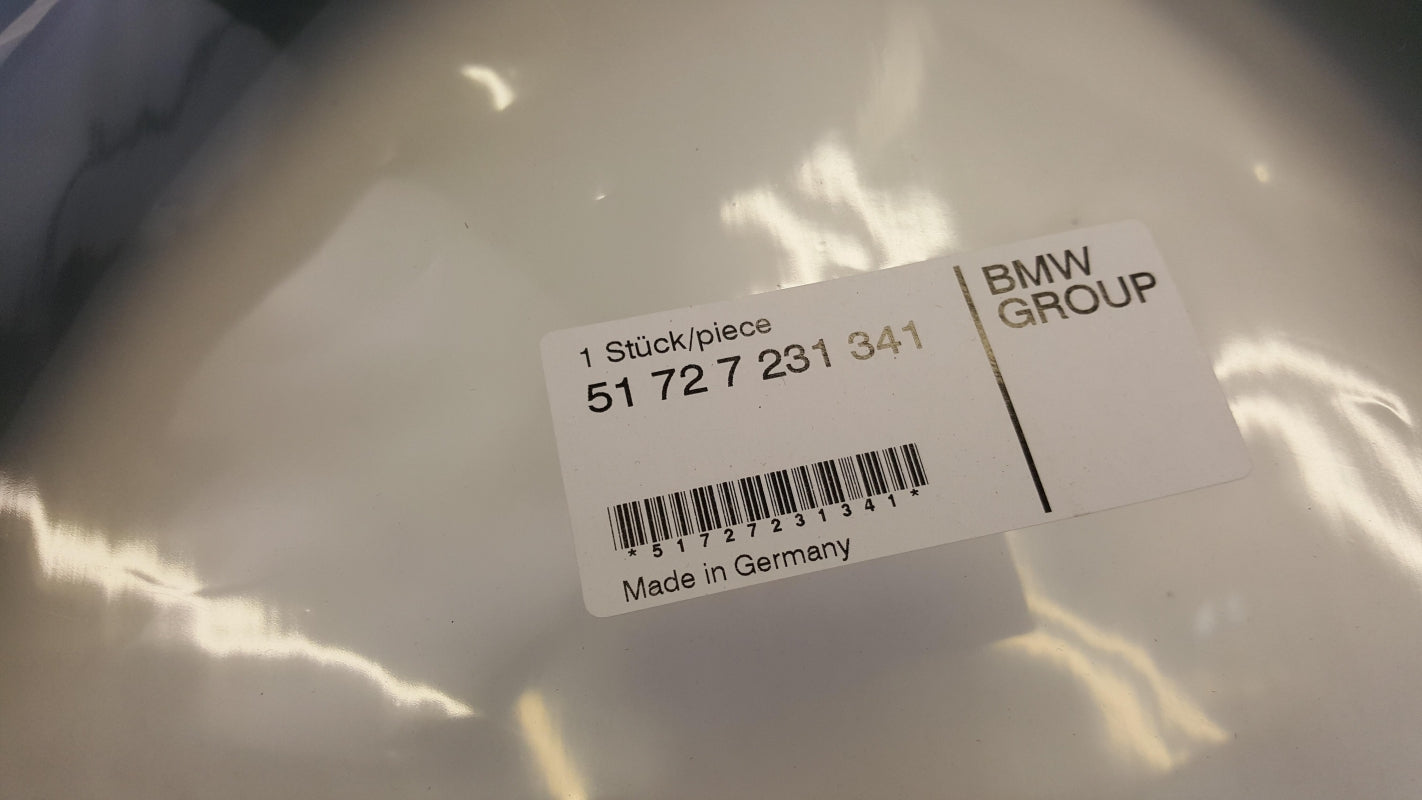 1 Stück/piece
51 72 7 231 341
*51727231341*
Made in Germany
BMW
GROUP